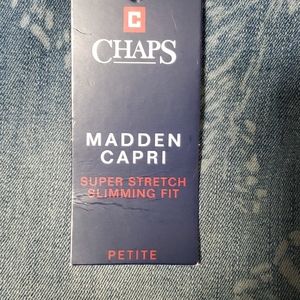 C
CHAPS
MADDEN
CAPRI
SUPER STRETCH
SLIMMING FIT
PETITE